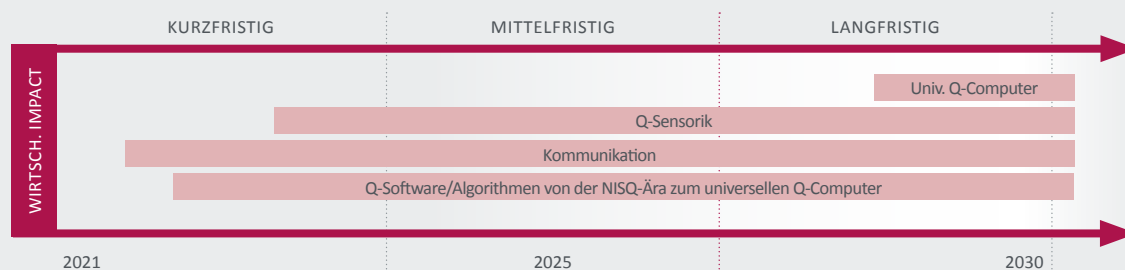 KURZFRISTIG MITTELFRISTIG LANGFRISTIG
WIRTSCH. IMPACT
Univ. Q-Computer
Q-Sensorik
Kommunikation
Q-Software/Algorithmen von der NISQ-Ära zum universellen Q-Computer
2021 2025 2030